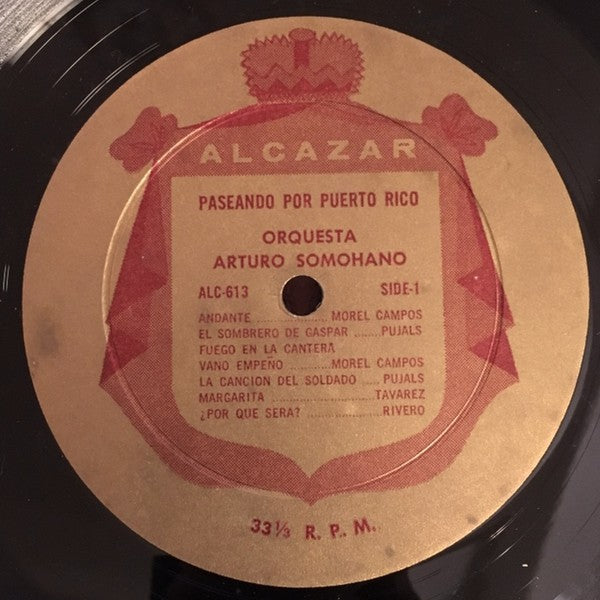 ALCAZAR
PASEANDO POR PUERTO RICO
ORQUESTA
ARTURO SOMOHANO
ALC-613 SIDE-1
ANDANTE ................ MOREL CAMPOS
EL SOMBRERO DE GASPAR ...... PUJALS
FUEGO EN LA CANTERA
VANO EMPEÑO ........... MOREL CAMPOS
LA CANCION DEL SOLDADO .... PUJALS
MARGARITA ........................ TAVAREZ
¿POR QUE SERA? ................. RIVERO
33⅓ R. P. M.